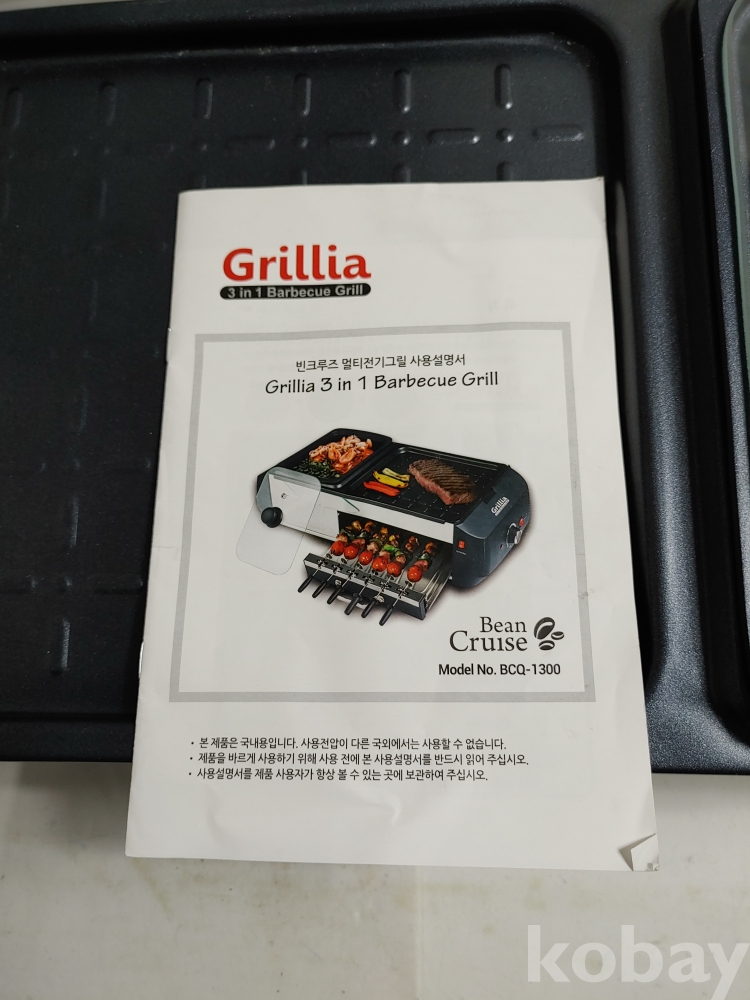 Grillia
3 in 1 Barbecue Grill
빈크루즈 멀티전기그릴 사용설명서
Grillia 3 in 1 Barbecue Grill
Grillia
Bean
Cruise
Model No. BCQ-1300
• 본 제품은 국내용입니다. 사용전압이 다른 국외에서는 사용할 수 없습니다.
• 제품을 바르게 사용하기 위해 사용 전에 본 사용설명서를 반드시 읽어 주십시오.
• 사용설명서를 제품 사용자가 항상 볼 수 있는 곳에 보관하여 주십시오.
kobay